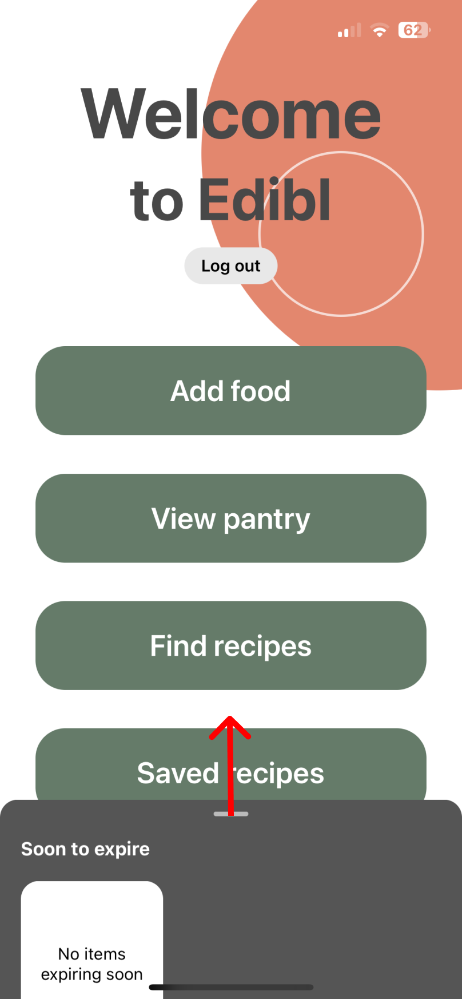 62
Welcome
to Edibl
Log out
Add food
View pantry
Find recipes
Saved recipes
Soon to expire
No items
expiring soon